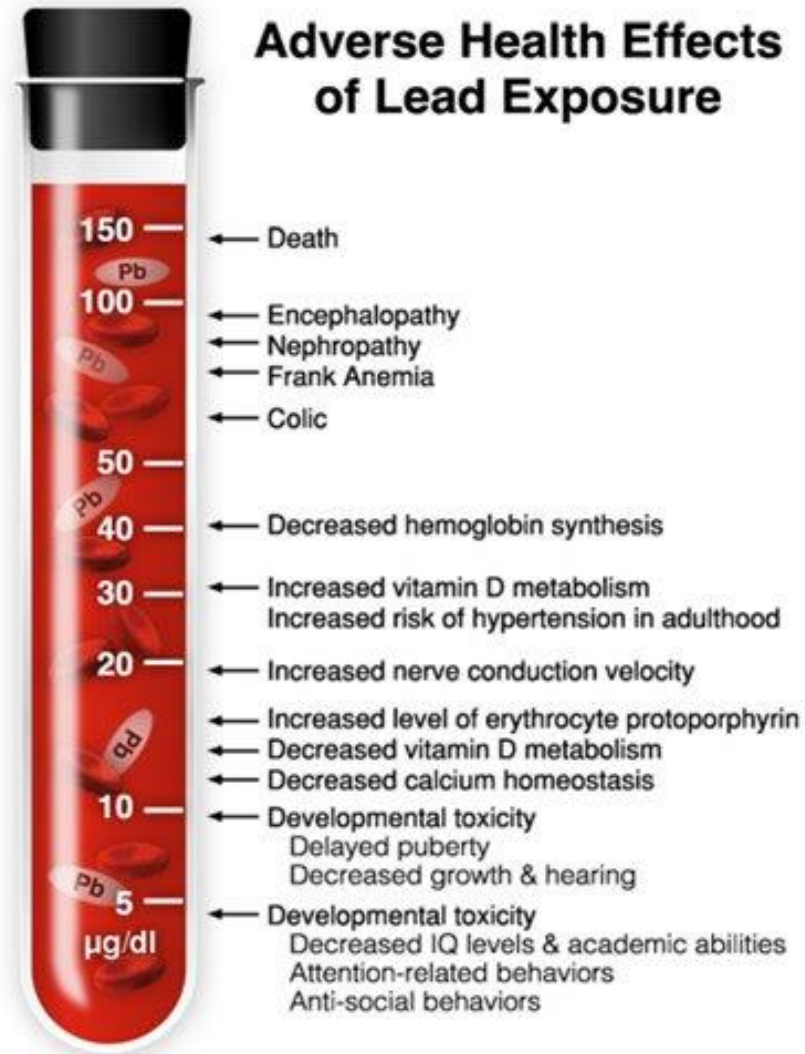 Adverse Health Effects
of Lead Exposure
150
Death
Pb
100
Encephalopathy
Nephropathy
Pb
Frank Anemia
Colic
50
Pb
40
Decreased hemoglobin synthesis
30
Increased vitamin D metabolism
Increased risk of hypertension in adulthood
20
Increased nerve conduction velocity
Increased level of erythrocyte protoporphyrin
Pb
Decreased vitamin D metabolism
Decreased calcium homeostasis
10
Developmental toxicity
Delayed puberty
Decreased growth & hearing
Pb
5
Developmental toxicity
µg/dl
Decreased IQ levels & academic abilities
Attention-related behaviors
Anti-social behaviors